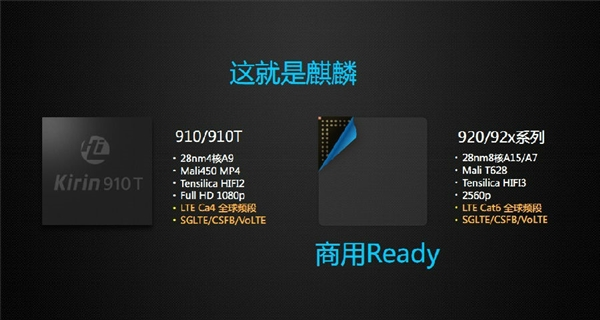 这就是麒麟
Hi
Kirin 910 T
910/910T
• 28nm4核A9
• Mali450 MP4
• Tensilica HIFI2
• Full HD 1080p
• LTE Ca4 全球频段
• SGLTE/CSFB/VoLTE
920/92x系列
• 28nm8核A15/A7
• Mali T628
• Tensilica HIFI3
• 2560p
• LTE Cat6 全球频段
• SGLTE/CSFB/VoLTE
商用Ready